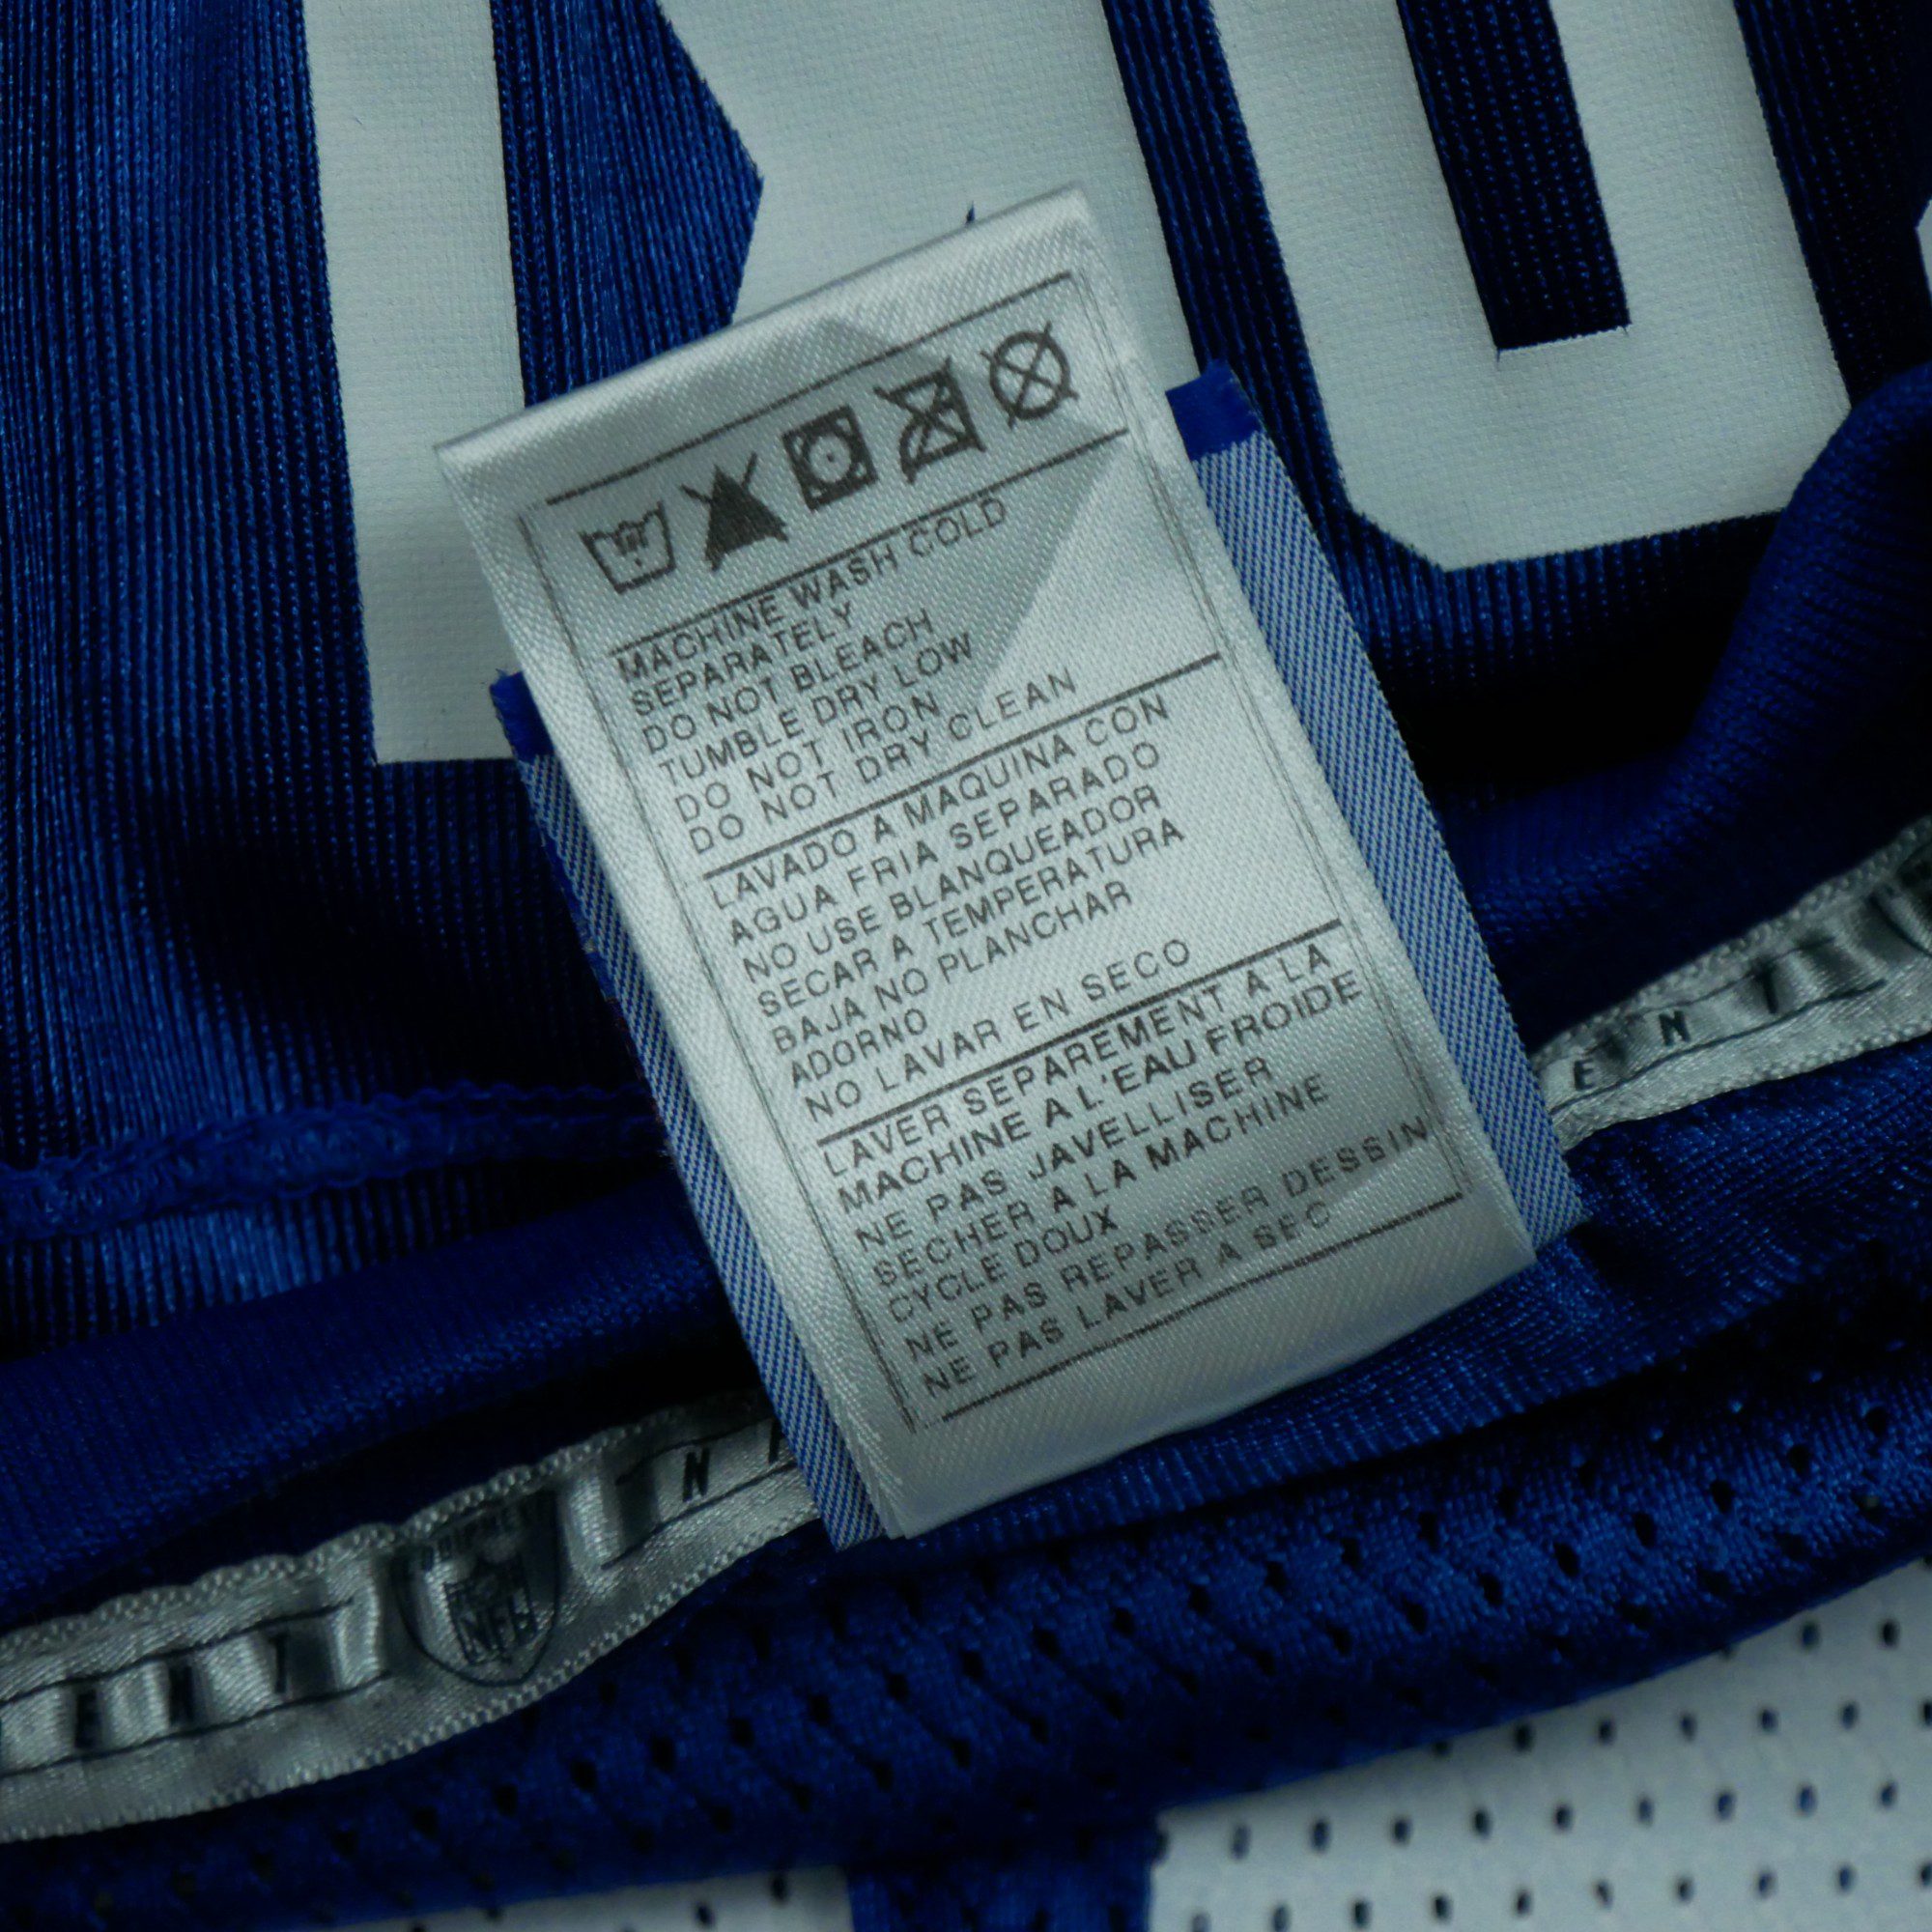 MACHINE WASH COLD
SEPARATELY
DO NOT BLEACH
TUMBLE DRY LOW
DO NOT IRON
DO NOT DRY CLEAN
LAVADO A MAQUINA CON
AGUA FRIA SEPARADO
NO USE BLANQUEADOR
SECAR A TEMPERATURA
BAJA NO PLANCHAR
ADORNO
NO LAVAR EN SECO
LAVER SEPAREMENT A LA
MACHINE A L'EAU FROIDE
NE PAS JAVELLISER
SECHER A LA MACHINE
CYCLE DOUX
NE PAS REPASSER DESSIN
NE PAS LAVER A SEC
NFL